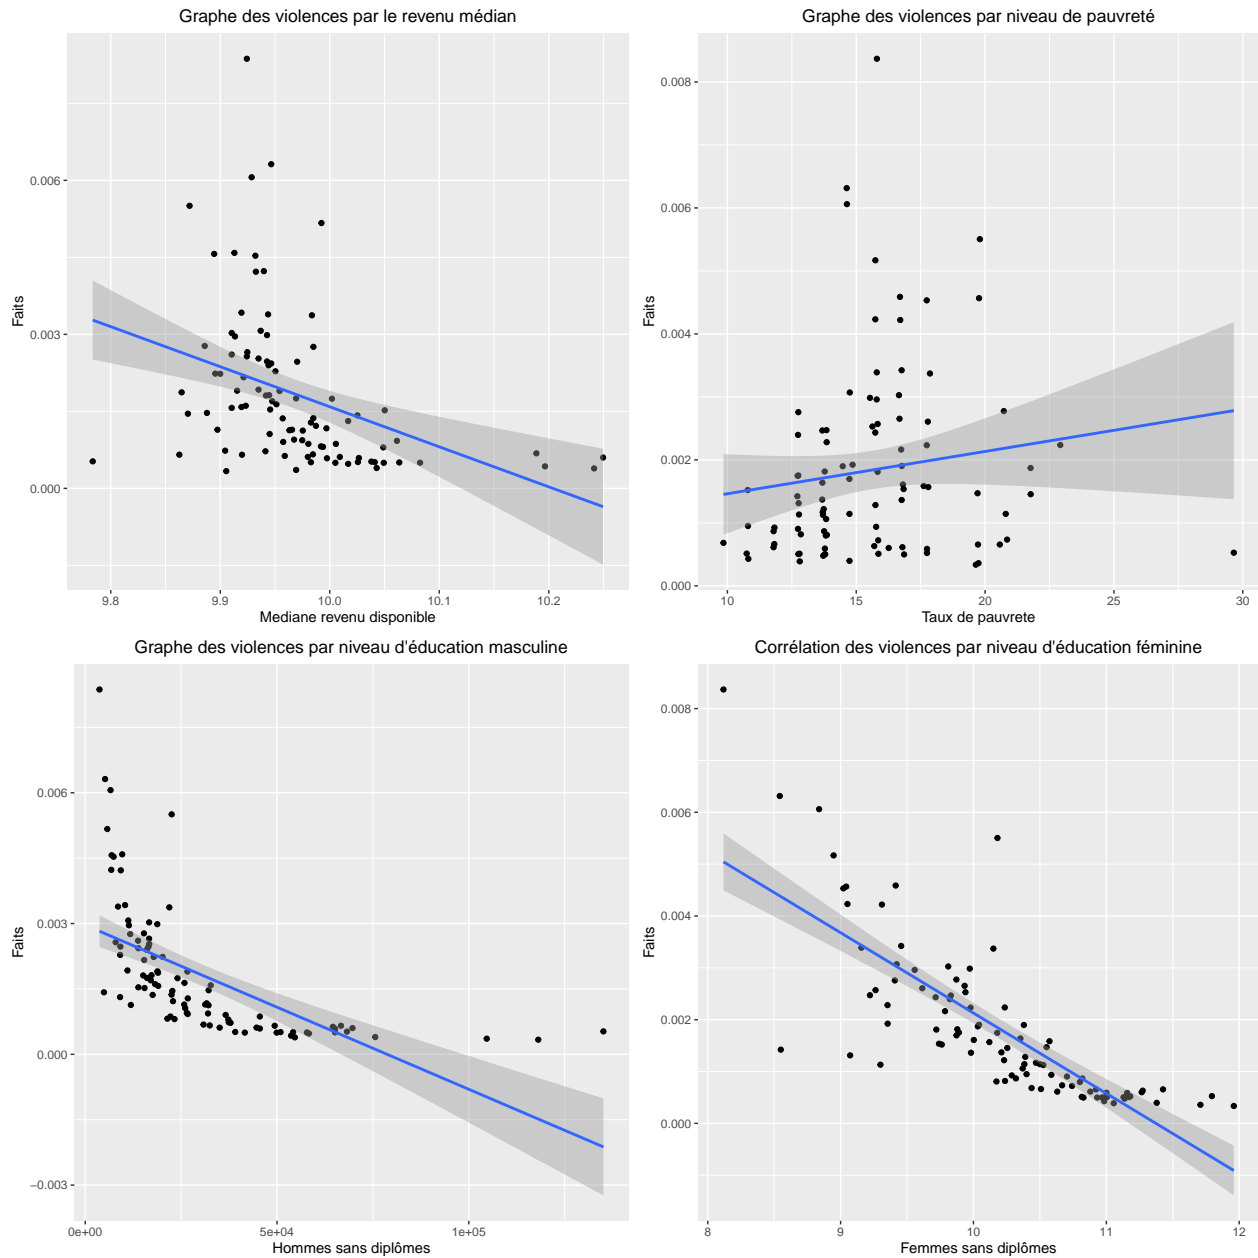 Graphe des violences par le revenu médian
Faits
0.006
0.003
0.000
9.8 9.9 10.0 10.1 10.2
Mediane revenu disponible
Graphe des violences par niveau de pauvreté
Faits
0.008
0.006
0.004
0.002
0.000
10 15 20 25 30
Taux de pauvrete
Graphe des violences par niveau d'éducation masculine
Faits
0.006
0.003
0.000
−0.003
0e+00 5e+04 1e+05
Hommes sans diplômes
Corrélation des violences par niveau d'éducation féminine
Faits
0.008
0.006
0.004
0.002
0.000
8 9 10 11 12
Femmes sans diplômes